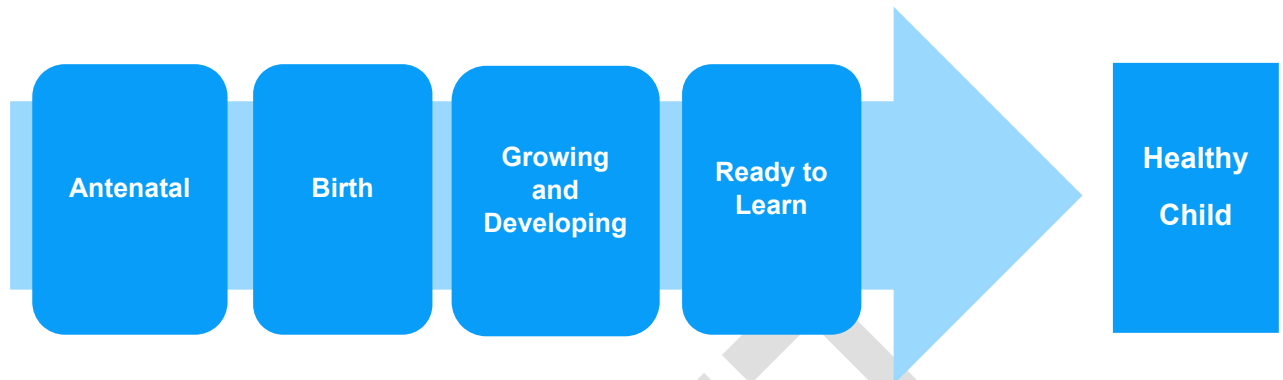 Antenatal
Birth
Growing
and
Developing
Ready to
Learn
Healthy
Child